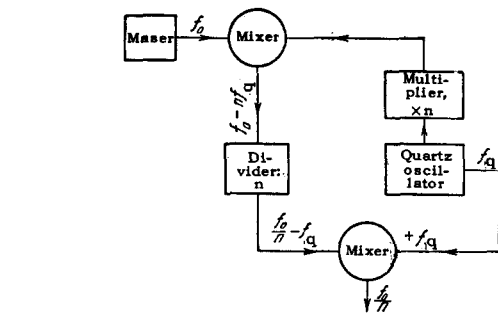 Maser
f₀
Mixer
f₀ - nfq
Multi-
plier,
×n
Quartz
oscil-
lator
fq
Di-
vider:
n
f₀/n - fq
+fq
Mixer
f₀/n